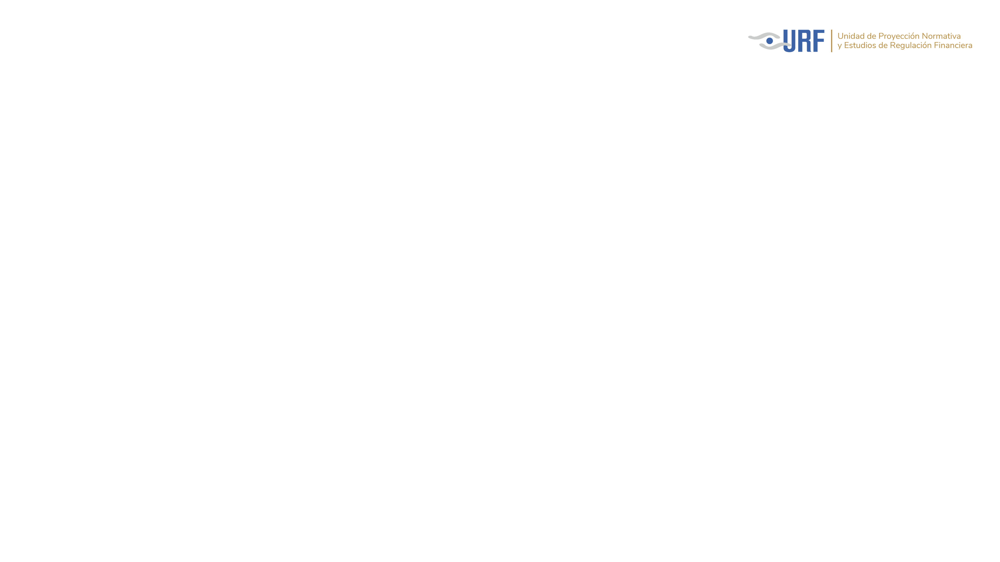 URF
Unidad de Proyección Normativa
y Estudios de Regulación Financiera